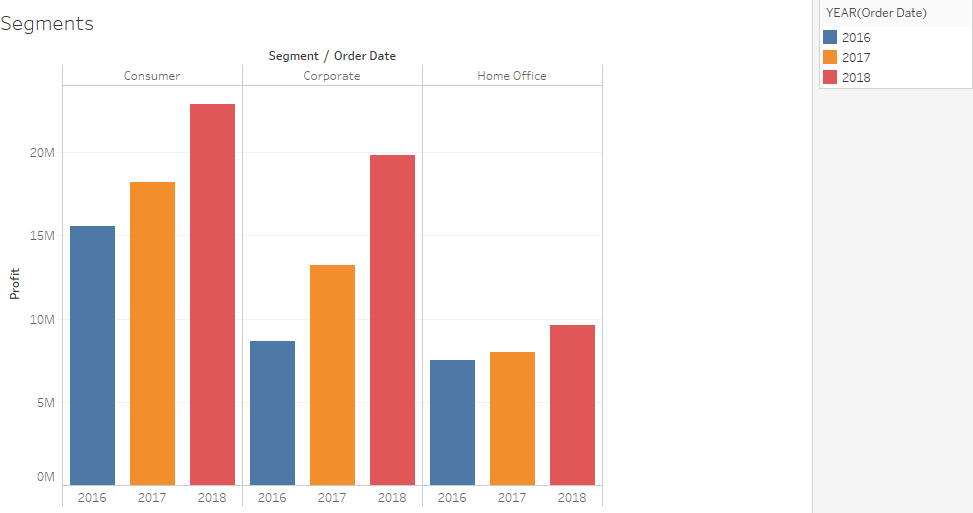 Segments
Segment / Order Date
Consumer Corporate Home Office
20M
15M
10M
5M
0M
Profit
2016 2017 2018 2016 2017 2018 2016 2017 2018
YEAR(Order Date)
2016
2017
2018